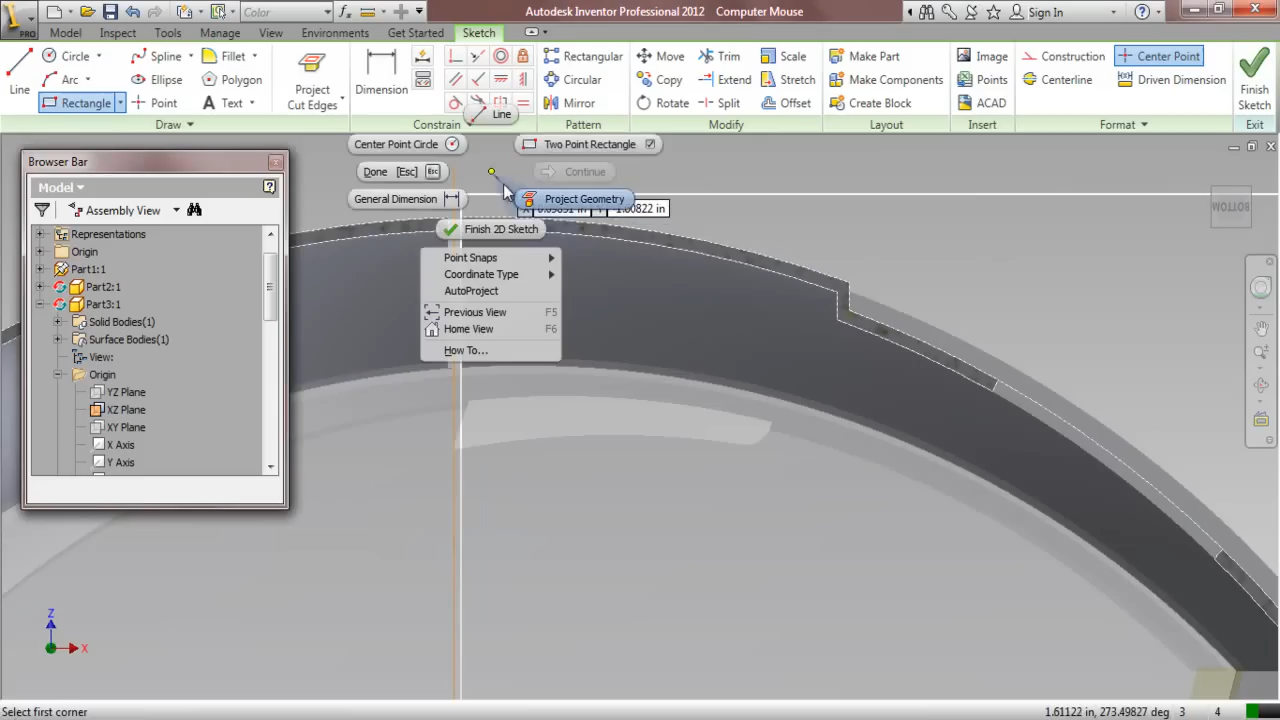 Color
Autodesk Inventor Professional 2012 Computer Mouse
Sign In
PRO
Model Inspect Tools Manage View Environments Get Started Sketch
Line
Circle
Arc
Rectangle
Spline
Ellipse
Point
Fillet
Polygon
Text
Draw
Project
Cut Edges
Dimension
Constrain
Rectangular
Circular
Mirror
Pattern
Move
Copy
Rotate
Trim
Extend
Split
Scale
Stretch
Offset
Modify
Make Part
Make Components
Create Block
Layout
Image
Points
ACAD
Insert
Construction
Centerline
Center Point
Driven Dimension
Format
Finish
Sketch
Exit
Line
Center Point Circle
Two Point Rectangle
Done [Esc] Esc
Continue
General Dimension
Project Geometry
Finish 2D Sketch
Point Snaps
Coordinate Type
AutoProject
Previous View F5
Home View F6
How To...
Browser Bar
Model
Assembly View
Representations
Origin
Part1:1
Part2:1
Part3:1
Solid Bodies(1)
Surface Bodies(1)
View:
Origin
YZ Plane
XZ Plane
XY Plane
X Axis
Y Axis
BOTTOM
Z
X
Select first corner
1.61122 in, 273.49827 deg 3 4